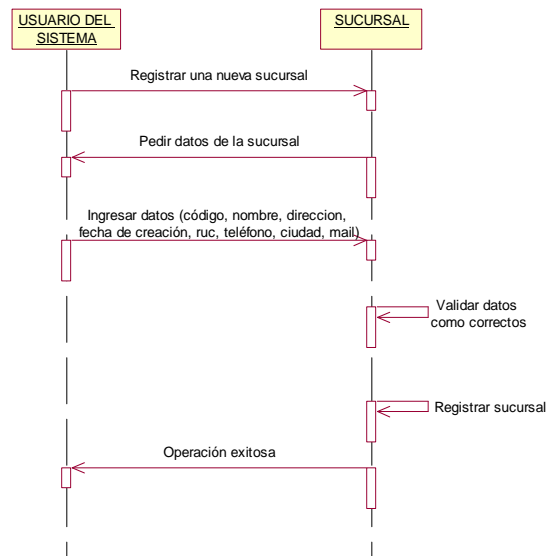 USUARIO DEL
SISTEMA
SUCURSAL
Registrar una nueva sucursal
Pedir datos de la sucursal
Ingresar datos (código, nombre, direccion,
fecha de creación, ruc, teléfono, ciudad, mail)
Validar datos
como correctos
Registrar sucursal
Operación exitosa